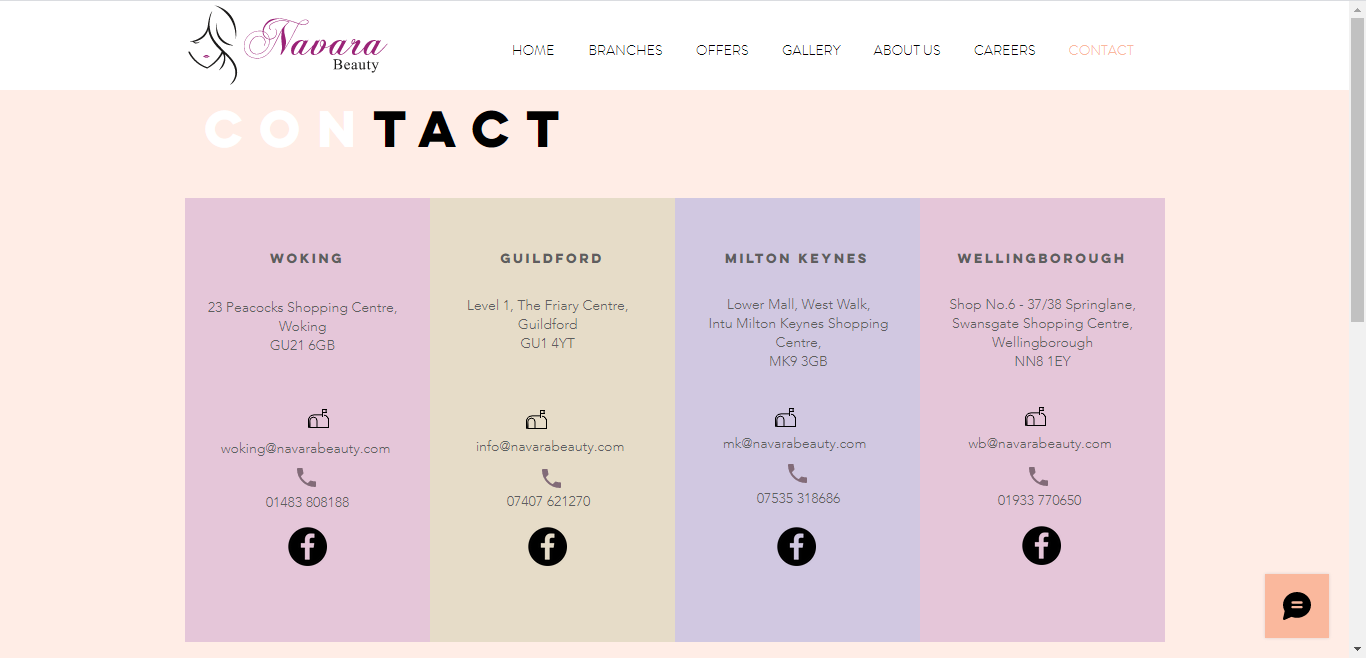 Navara
Beauty
HOME
BRANCHES
OFFERS
GALLERY
ABOUT US
CAREERS
CONTACT
CONTACT
WOKING
23 Peacocks Shopping Centre,
Woking
GU21 6GB
woking@navarabeauty.com
01483 808188
GUILDFORD
Level 1, The Friary Centre,
Guildford
GU1 4YT
info@navarabeauty.com
07407 621270
MILTON KEYNES
Lower Mall, West Walk,
Intu Milton Keynes Shopping
Centre,
MK9 3GB
mk@navarabeauty.com
07535 318686
WELLINGBOROUGH
Shop No.6 - 37/38 Springlane,
Swansgate Shopping Centre,
Wellingborough
NN8 1EY
wb@navarabeauty.com
01933 770650